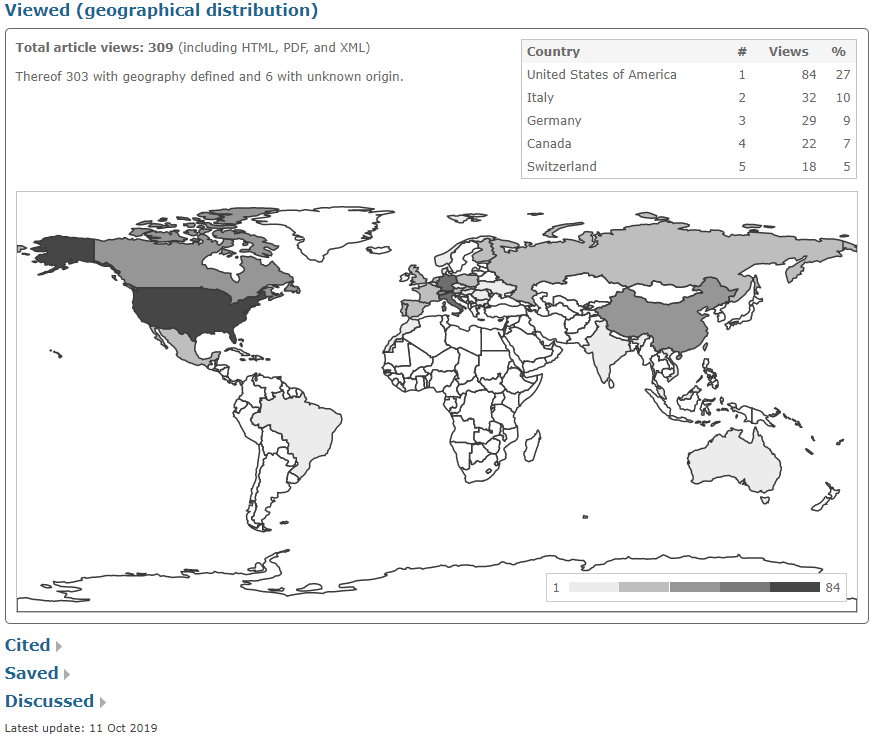 Viewed (geographical distribution)
Total article views: 309 (including HTML, PDF, and XML)
Thereof 303 with geography defined and 6 with unknown origin.
Country # Views %
United States of America 1 84 27
Italy 2 32 10
Germany 3 29 9
Canada 4 22 7
Switzerland 5 18 5
1 84
Cited
Saved
Discussed
Latest update: 11 Oct 2019